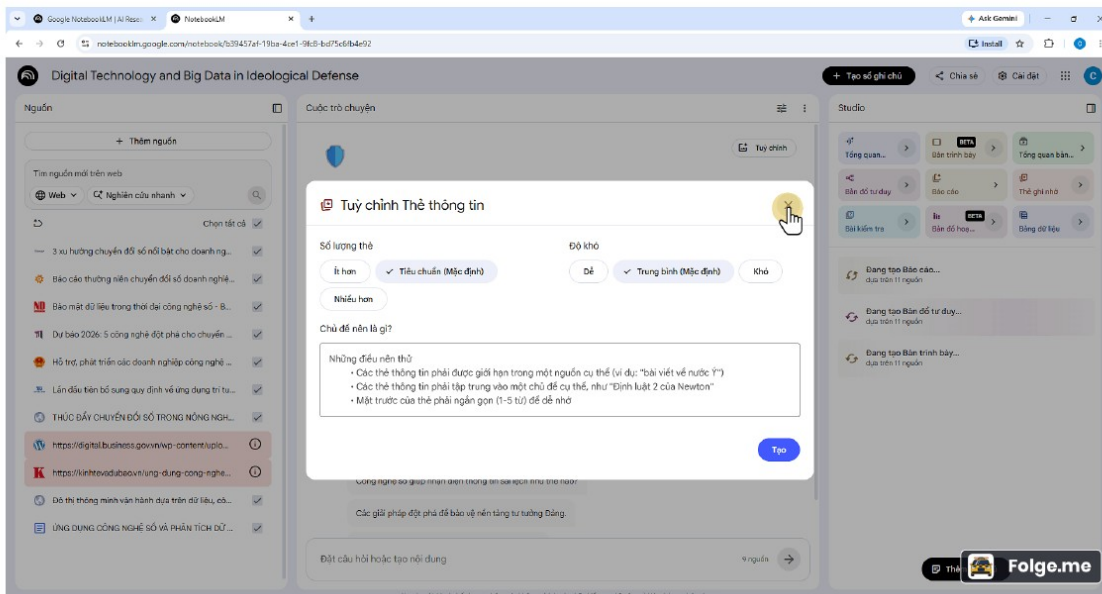 Google NotebookLM | AI Resea
NotebookLM
Ask Gemini
notebooklm.google.com/notebook/b39457af-19ba-4ce1-9fc8-bd75c6fb4e92
Install
Digital Technology and Big Data in Ideological Defense
+ Tạo sổ ghi chú
Chia sẻ
Cài đặt
C
Nguồn
+ Thêm nguồn
Tìm nguồn mới trên web
Web
Nghiên cứu nhanh
Chọn tất cả
3 xu hướng chuyển đổi số nổi bật cho doanh ng...
Báo cáo thường niên chuyển đổi số doanh nghiệ...
Bảo mật dữ liệu trong thời đại công nghệ số - B...
Dự báo 2026: 5 công nghệ đột phá cho chuyển ...
Hỗ trợ, phát triển các doanh nghiệp công nghệ ...
Lần đầu tiên bổ sung quy định về ứng dụng trí tu...
THÚC ĐẨY CHUYỂN ĐỔI SỐ TRONG NÔNG NGH...
https://digital.business.gov.vn/wp-content/uplo...
https://kinhtevadubao.vn/ung-dung-cong-nghe...
Đô thị thông minh vận hành dựa trên dữ liệu, cô...
ỨNG DỤNG CÔNG NGHỆ SỐ VÀ PHÂN TÍCH DỮ ...
Cuộc trò chuyện
Tuỳ chỉnh
Tuỳ chỉnh Thẻ thông tin
Số lượng thẻ
Độ khó
Ít hơn
Tiêu chuẩn (Mặc định)
Dễ
Trung bình (Mặc định)
Khó
Nhiều hơn
Chủ đề nên là gì?
Những điều nên thử
• Các thẻ thông tin phải được giới hạn trong một nguồn cụ thể (ví dụ: "bài viết về nước Ý")
• Các thẻ thông tin phải tập trung vào một chủ đề cụ thể, như "Định luật 2 của Newton"
• Mặt trước của thẻ phải ngắn gọn (1-5 từ) để dễ nhớ
Tạo
Công nghệ số giúp nhận diện thông tin sai lệch như thế nào?
Các giải pháp đột phá để bảo vệ nền tảng tư tưởng Đảng.
Đặt câu hỏi hoặc tạo nội dung
9 nguồn
Studio
Tổng quan...
BETA
Bản trình bày
Tổng quan bằn...
Bản đồ tư duy
Báo cáo
Thẻ ghi nhớ
Bài kiểm tra
BETA
Bản đồ hoạ...
Bảng dữ liệu
Đang tạo Báo cáo...
dựa trên 11 nguồn
Đang tạo Bản đồ tư duy...
dựa trên 11 nguồn
Đang tạo Bản trình bày...
dựa trên 11 nguồn
Folge.me